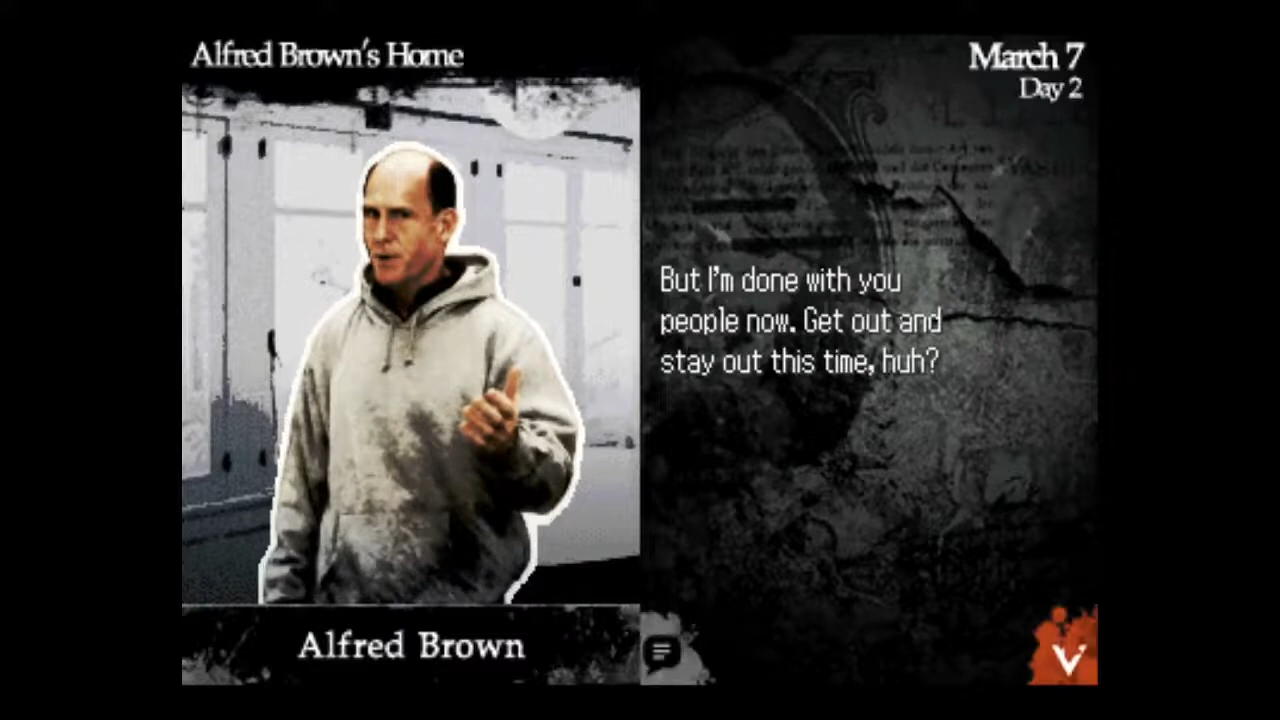 Alfred Brown's Home
March 7
Day 2
But I'm done with you
people now. Get out and
stay out this time, huh?
Alfred Brown